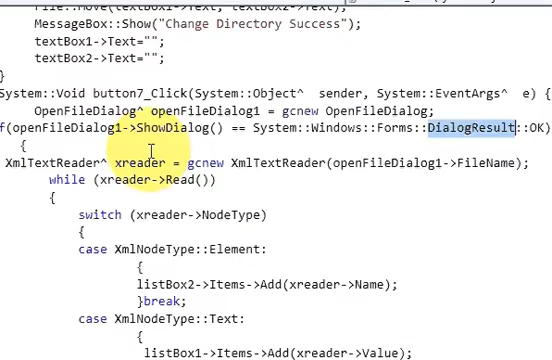 File::Move(textBox1->Text, textBox2->Text);
MessageBox::Show("Change Directory Success");
textBox1->Text="";
textBox2->Text="";
}
System::Void button7_Click(System::Object^ sender, System::EventArgs^ e) {
OpenFileDialog^ openFileDialog1 = gcnew OpenFileDialog;
f(openFileDialog1->ShowDialog() == System::Windows::Forms::DialogResult::OK)
{
XmlTextReader^ xreader = gcnew XmlTextReader(openFileDialog1->FileName);
while (xreader->Read())
{
switch (xreader->NodeType)
{
case XmlNodeType::Element:
{
listBox2->Items->Add(xreader->Name);
}break;
case XmlNodeType::Text:
{
listBox1->Items->Add(xreader->Value);